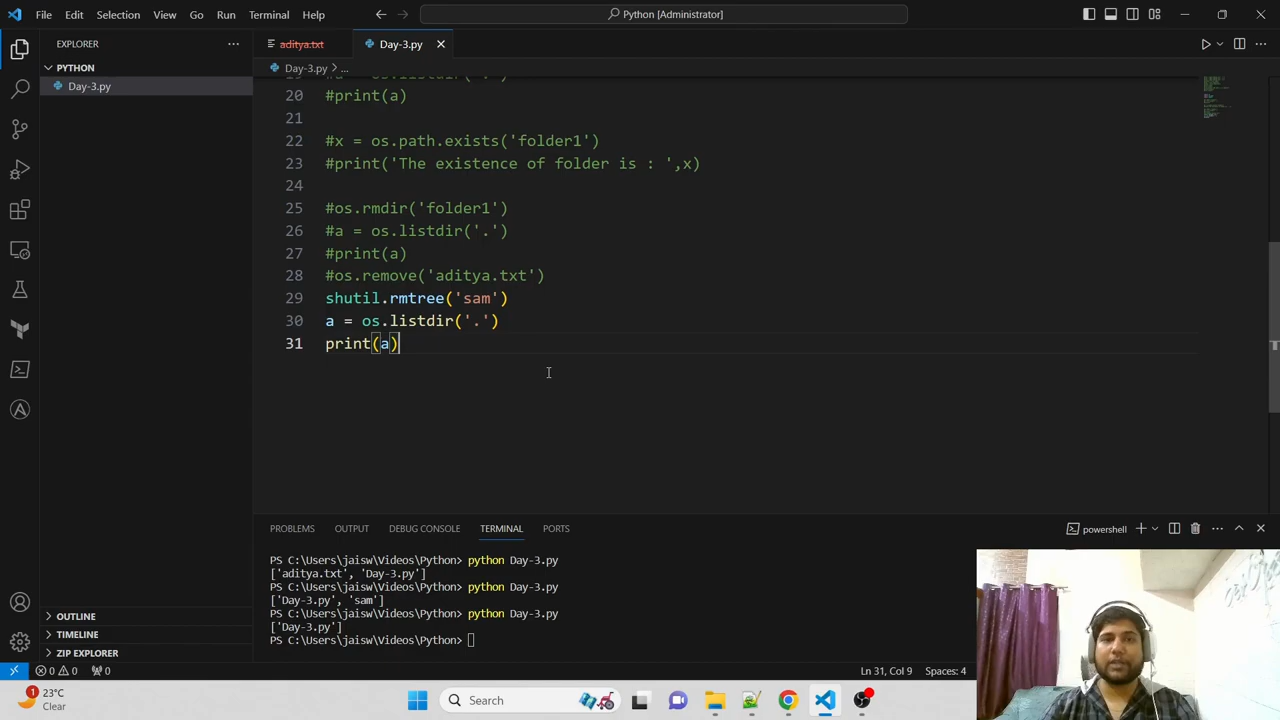 File Edit Selection View Go Run Terminal Help
Python [Administrator]
EXPLORER
aditya.txt
Day-3.py
PYTHON
Day-3.py
Day-3.py > ...
19
20 #print(a)
21
22 #x = os.path.exists('folder1')
23 #print('The existence of folder is : ',x)
24
25 #os.rmdir('folder1')
26 #a = os.listdir('.')
27 #print(a)
28 #os.remove('aditya.txt')
29 shutil.rmtree('sam')
30 a = os.listdir('.')
31 print(a)
PROBLEMS OUTPUT DEBUG CONSOLE TERMINAL PORTS
powershell
PS C:\Users\jaisw\Videos\Python> python Day-3.py
['aditya.txt', 'Day-3.py']
PS C:\Users\jaisw\Videos\Python> python Day-3.py
['Day-3.py', 'sam']
PS C:\Users\jaisw\Videos\Python> python Day-3.py
['Day-3.py']
PS C:\Users\jaisw\Videos\Python>
OUTLINE
TIMELINE
ZIP EXPLORER
0 0 0
Ln 31, Col 9 Spaces: 4
1
23°C
Clear
Search